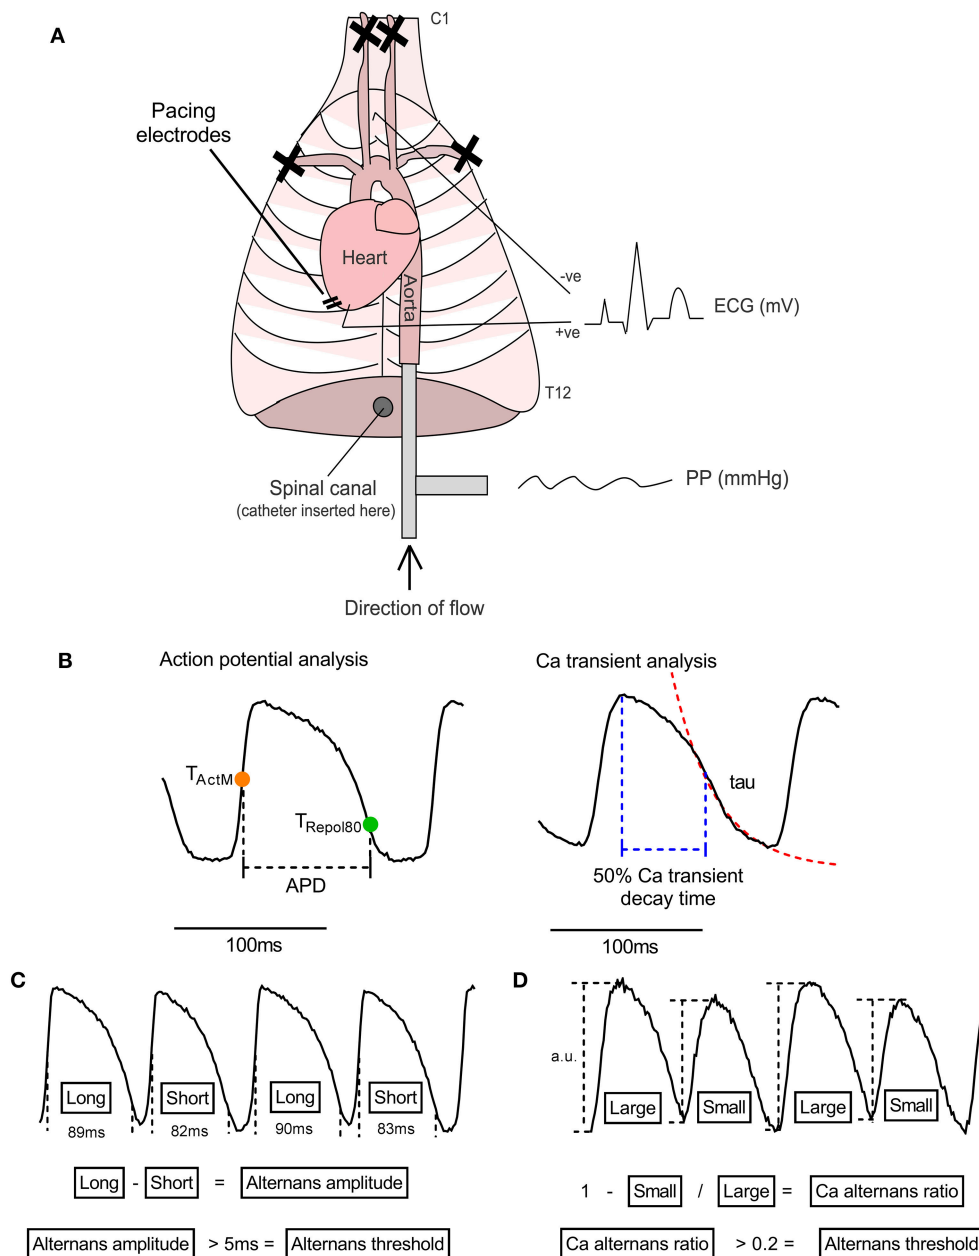 A
C1
Pacing
electrodes
Heart
Aorta
-ve
+ve
ECG (mV)
T12
Spinal canal
(catheter inserted here)
PP (mmHg)
Direction of flow
B
Action potential analysis
TActM
TRepol80
APD
100ms
Ca transient analysis
tau
50% Ca transient
decay time
100ms
C
Long Short Long Short
89ms 82ms 90ms 83ms
Long - Short = Alternans amplitude
Alternans amplitude > 5ms = Alternans threshold
D
a.u.
Large Small Large Small
1 - Small / Large = Ca alternans ratio
Ca alternans ratio > 0.2 = Alternans threshold